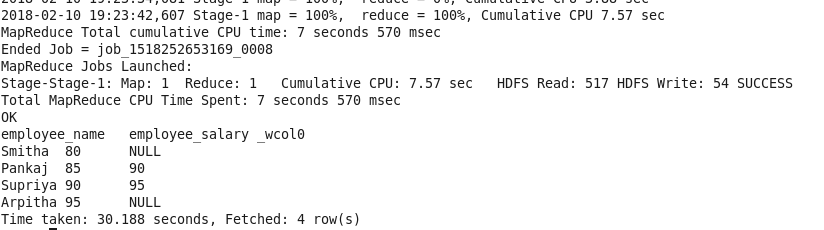 2018-02-10 19:23:42,607 Stage-1 map = 100%,  reduce = 100%, Cumulative CPU 7.57 sec
MapReduce Total cumulative CPU time: 7 seconds 570 msec
Ended Job = job_1518252653169_0008
MapReduce Jobs Launched:
Stage-Stage-1: Map: 1  Reduce: 1   Cumulative CPU: 7.57 sec   HDFS Read: 517 HDFS Write: 54 SUCCESS
Total MapReduce CPU Time Spent: 7 seconds 570 msec
OK
employee_name   employee_salary _wcol0
Smitha  80      NULL
Pankaj  85      90
Supriya 90      95
Arpitha 95      NULL
Time taken: 30.188 seconds, Fetched: 4 row(s)